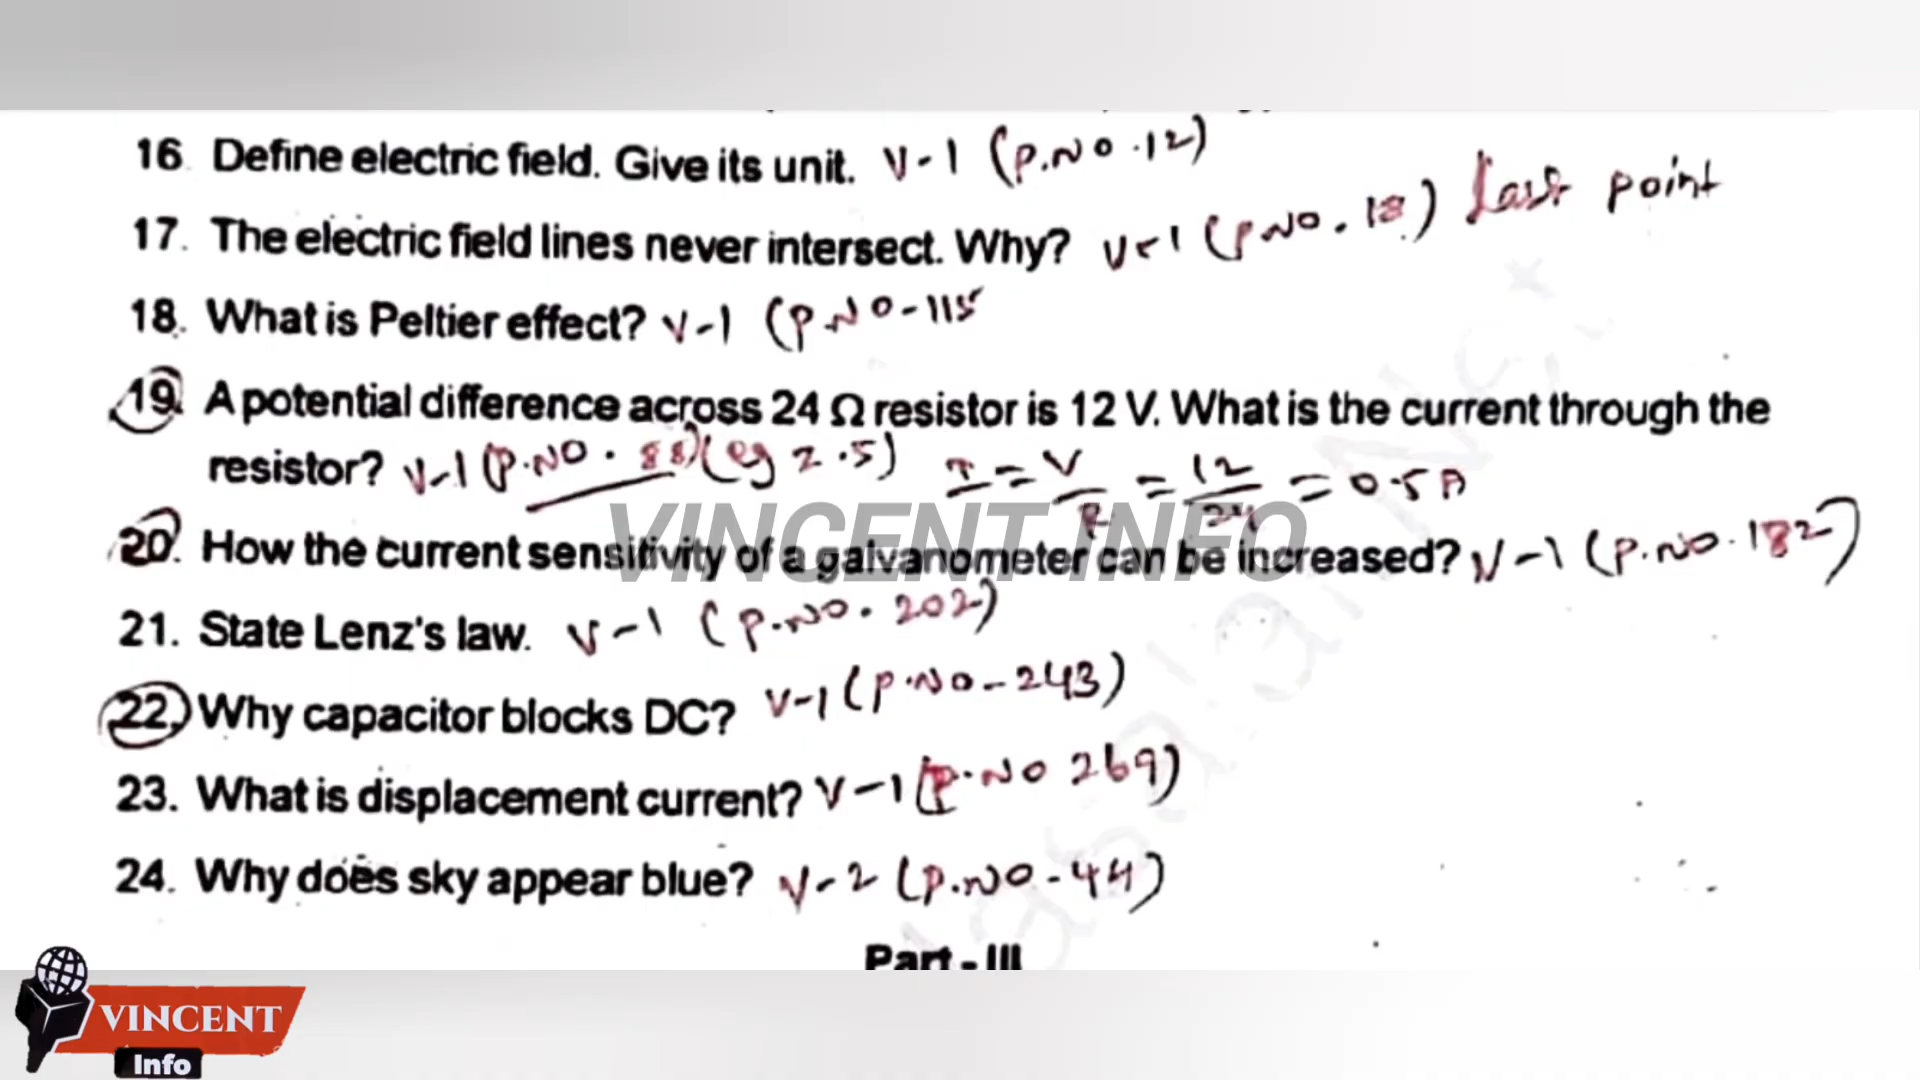 16. Define electric field. Give its unit. V-1 (P.NO.12)
17. The electric field lines never intersect. Why? V-1 (P.NO.18) Last point
18. What is Peltier effect? V-1 (P.NO-115
19. A potential difference across 24 Ω resistor is 12 V. What is the current through the
resistor? V-1 (P.NO. 88) (eg 2.5) I = V/R = 12/24 = 0.5 A
VINCENT INFO
20. How the current sensitivity of a galvanometer can be increased? V-1 (P.NO.182)
21. State Lenz's law. V-1 (P.NO.202)
22. Why capacitor blocks DC? V-1 (P.NO-243)
23. What is displacement current? V-1 (P.NO 269)
24. Why does sky appear blue? V-2 (P.NO-44)
Part - III
VINCENT
Info